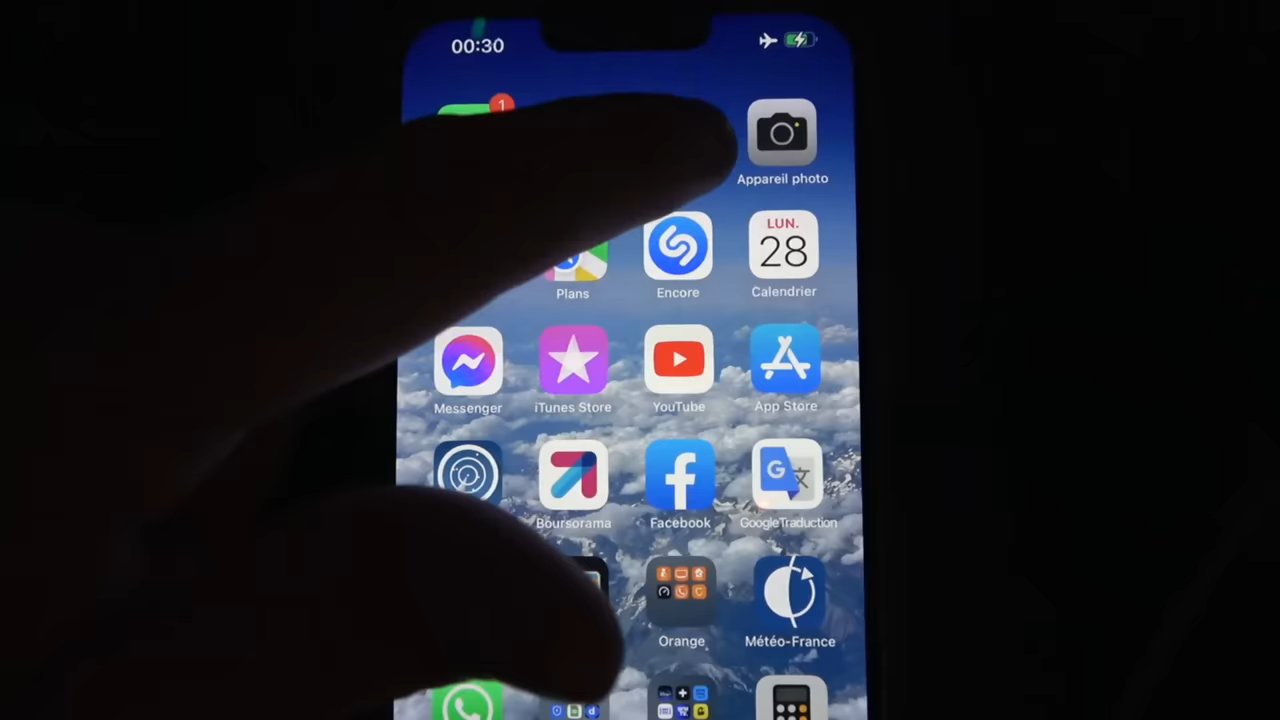 00:30
1
Appareil photo
LUN.
28
Plans
Encore
Calendrier
Messenger
iTunes Store
YouTube
App Store
Boursorama
Facebook
G
GoogleTraduction
Orange
Météo-France